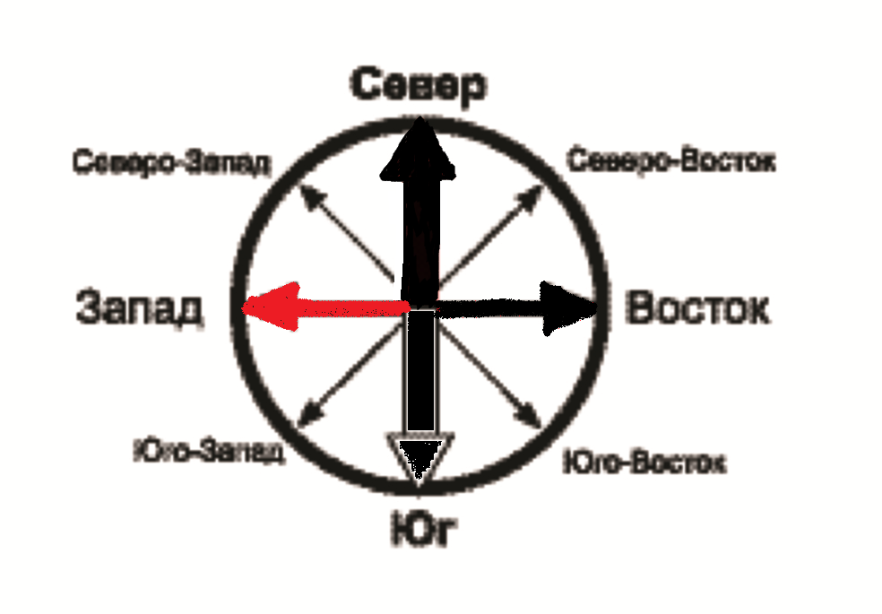 Север
Северо-Запад
Северо-Восток
Запад
Восток
Юго-Запад
Юго-Восток
Юг